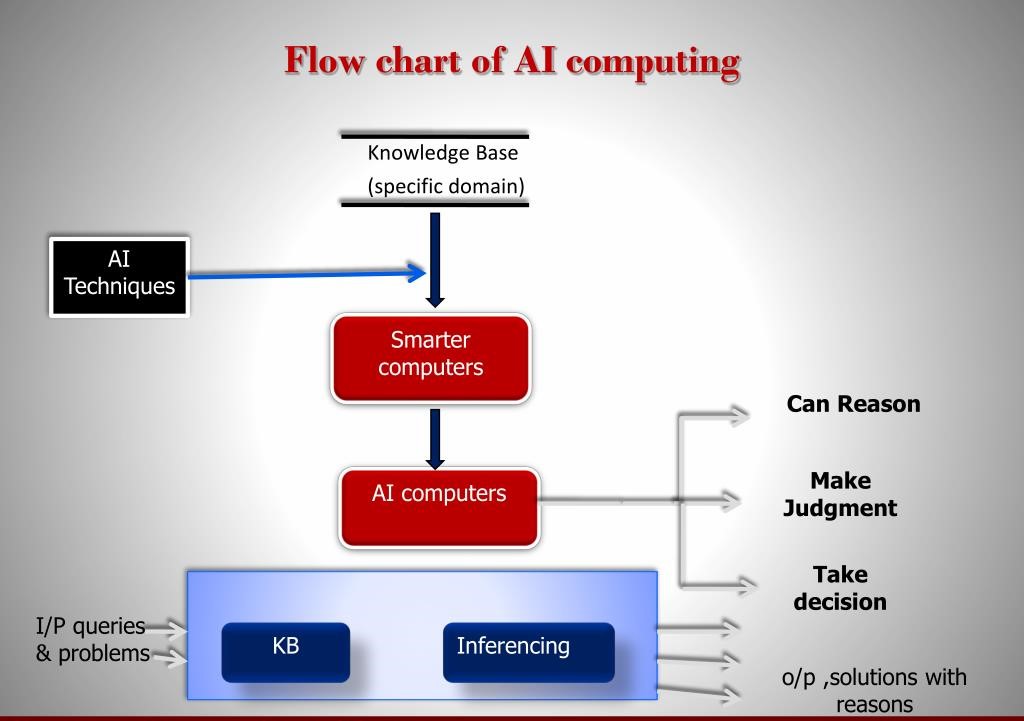 Flow chart of AI computing
Knowledge Base
(specific domain)
AI
Techniques
Smarter
computers
Can Reason
Make
Judgment
AI computers
Take
decision
I/P queries
& problems
KB
Inferencing
o/p ,solutions with
reasons